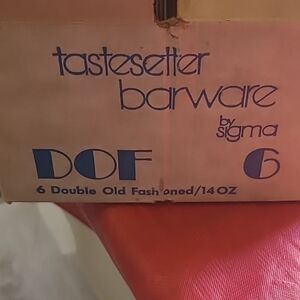 tastesetter
barware
by
sigma
DOF 6
6 Double Old Fashioned/14OZ